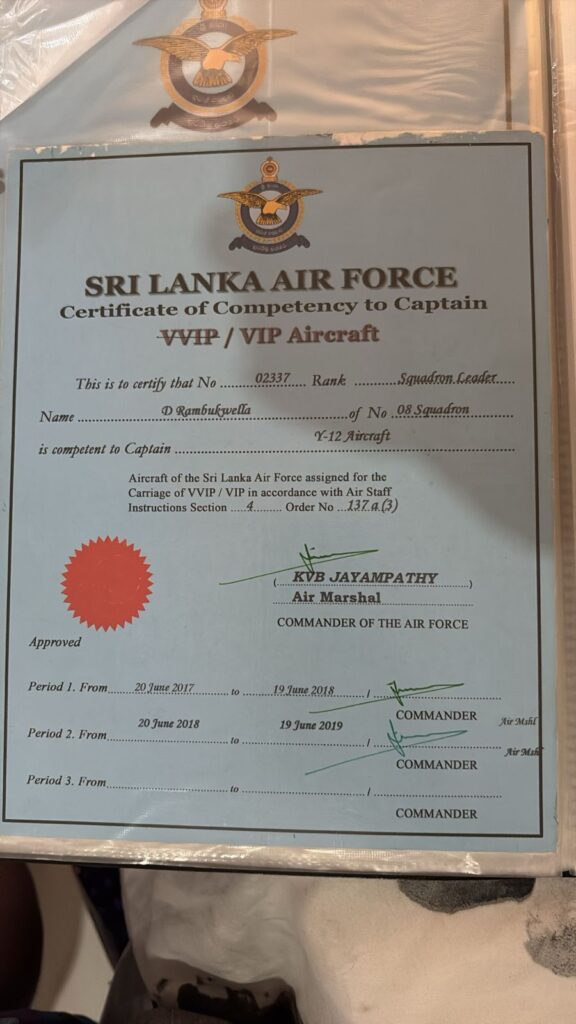 SRI LANKA AIR FORCE
Certificate of Competency to Captain
VVIP / VIP Aircraft
This is to certify that No ......02337...... Rank ......Squadron Leader......
Name ......D Rambukwella......of No 08 Squadron
is competent to Captain ......Y-12 Aircraft......
Aircraft of the Sri Lanka Air Force assigned for the
Carriage of VVIP / VIP in accordance with Air Staff
Instructions Section ....4........ Order No ...137.a.(3)
( KVB JAYAMPATHY )
Air Marshal
COMMANDER OF THE AIR FORCE
Approved
Period 1. From......20 June 2017......to......19 June 2018....../
COMMANDER Air Mshl
Period 2. From......20 June 2018......to......19 June 2019....../
Air Mshl
COMMANDER
Period 3. From............to............/
COMMANDER